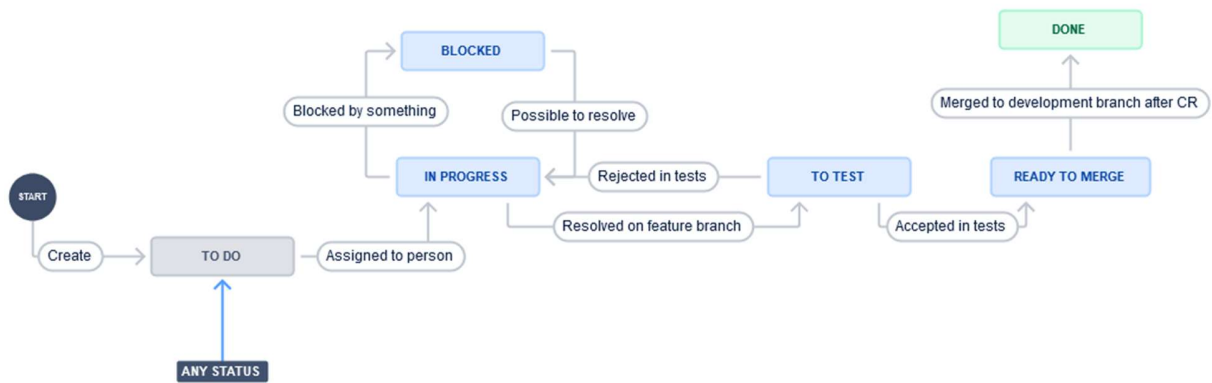 DONE
BLOCKED
Blocked by something
Possible to resolve
Merged to development branch after CR
IN PROGRESS
Rejected in tests
TO TEST
READY TO MERGE
START
Resolved on feature branch
Accepted in tests
Create
TO DO
Assigned to person
ANY STATUS